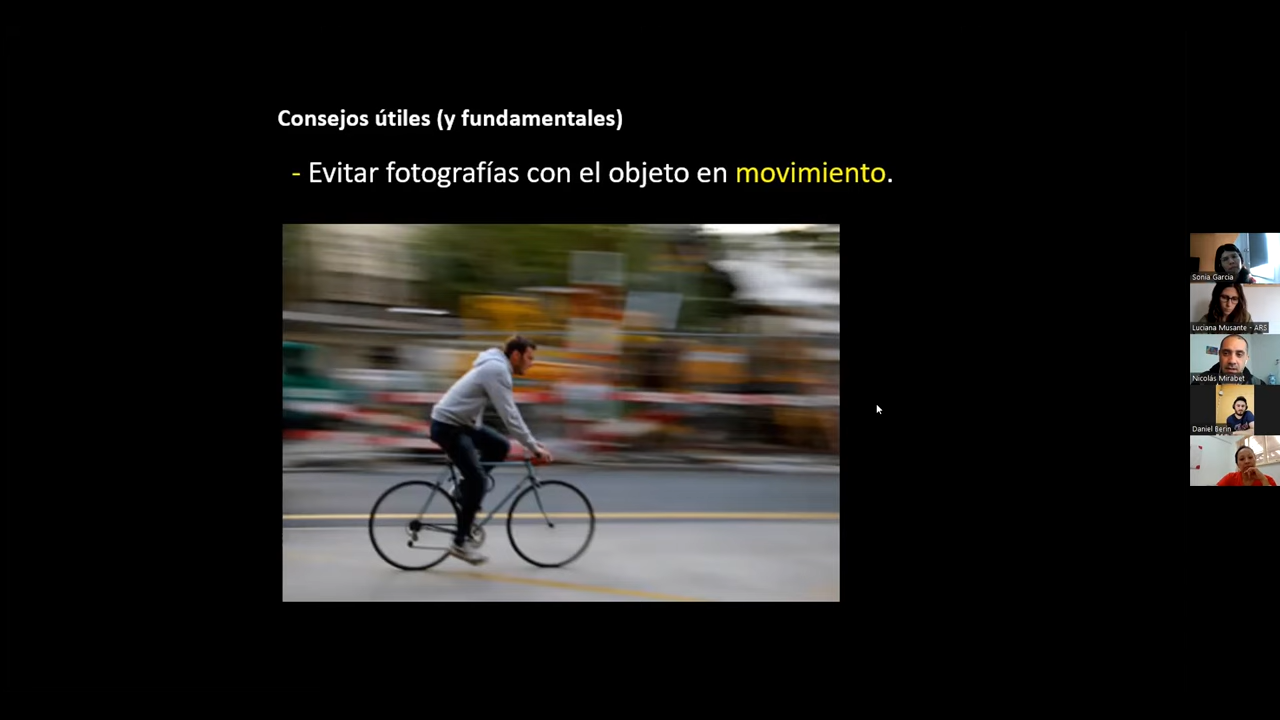 Consejos útiles (y fundamentales)
- Evitar fotografías con el objeto en movimiento.
Sonia Garcia
Luciana Musante - ARS
Nicolás Mirabet
Daniel Berin